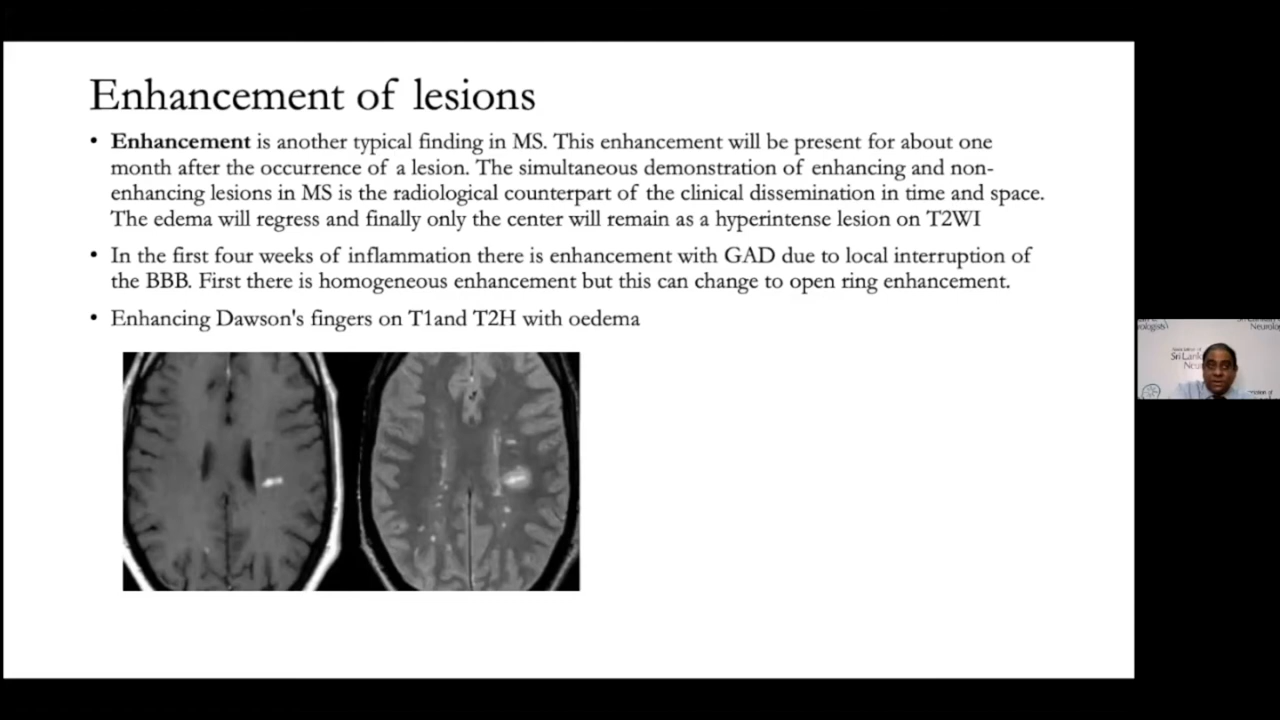 Enhancement of lesions
• Enhancement is another typical finding in MS. This enhancement will be present for about one
month after the occurrence of a lesion. The simultaneous demonstration of enhancing and non-
enhancing lesions in MS is the radiological counterpart of the clinical dissemination in time and space.
The edema will regress and finally only the center will remain as a hyperintense lesion on T2WI
• In the first four weeks of inflammation there is enhancement with GAD due to local interruption of
the BBB. First there is homogeneous enhancement but this can change to open ring enhancement.
• Enhancing Dawson's fingers on T1and T2H with oedema
Sri Lank
Neur